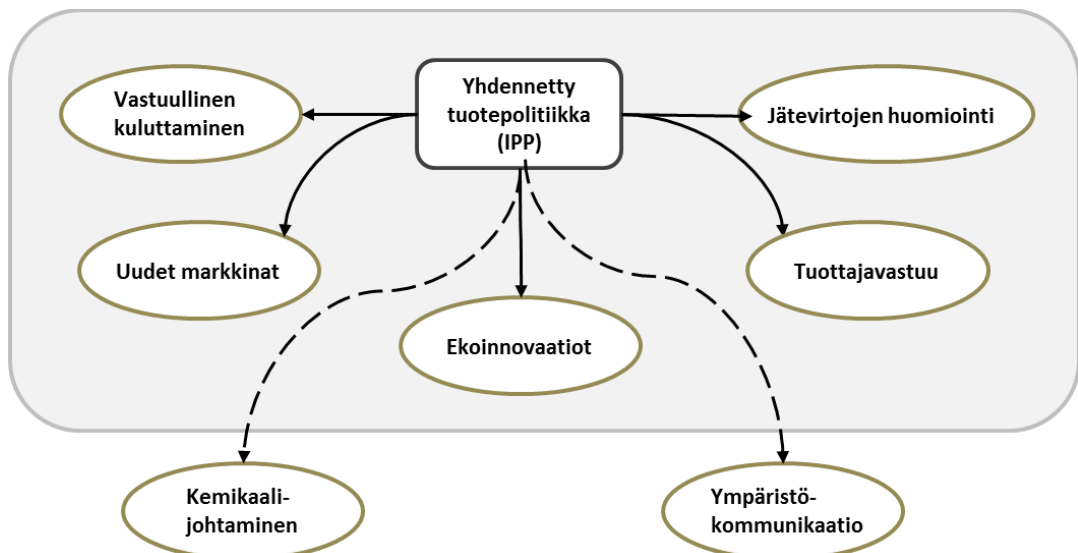 Yhdennetty
tuotepolitiikka
(IPP)
Vastuullinen
kuluttaminen
Jätevirtojen huomiointi
Uudet markkinat
Tuottajavastuu
Ekoinnovaatiot
Kemikaali-
johtaminen
Ympäristö-
kommunikaatio